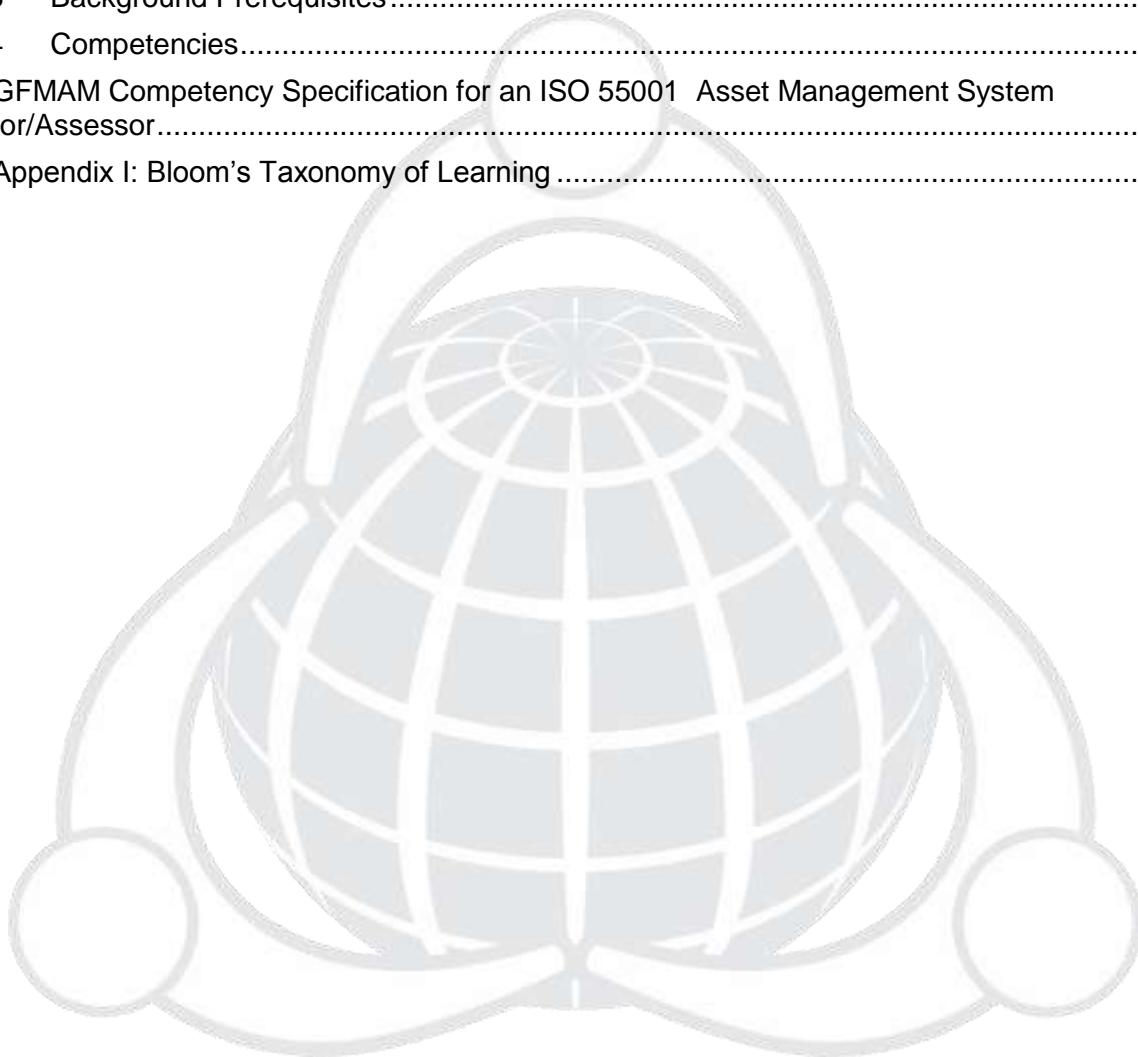 Background Prerequisites..........................................................................................
Competencies..............................................................................................................
GFMAM Competency Specification for an ISO 55001  Asset Management System
or/Assessor........................................................................................................................
Appendix I: Bloom's Taxonomy of Learning.......................................................................